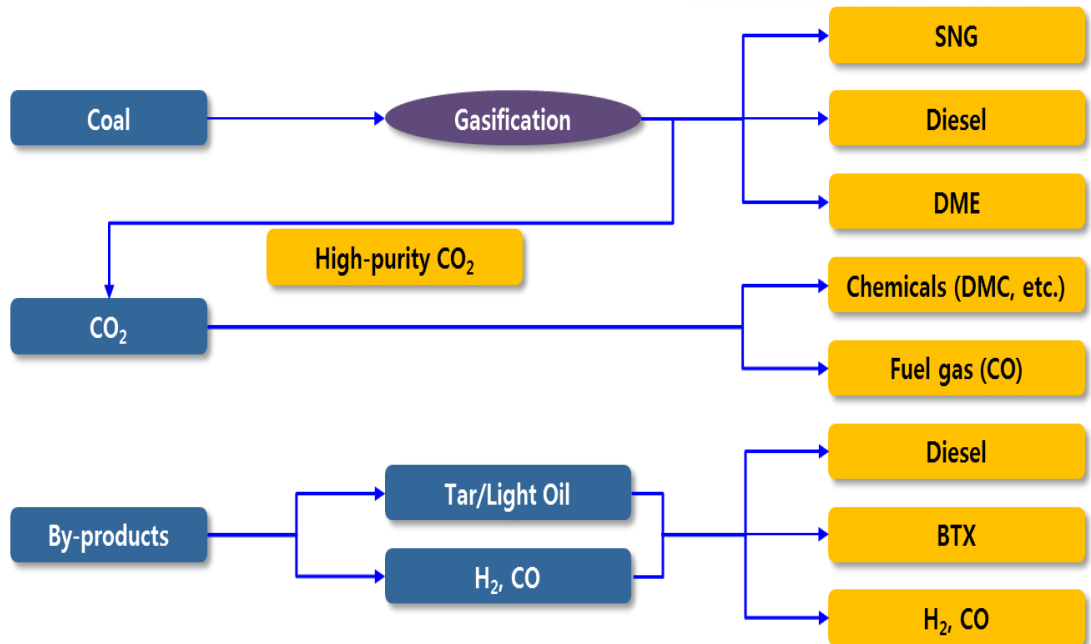 SNG
Coal
Gasification
Diesel
DME
High-purity CO₂
Chemicals (DMC, etc.)
CO₂
Fuel gas (CO)
Diesel
Tar/Light Oil
By-products
BTX
H₂, CO
H₂, CO